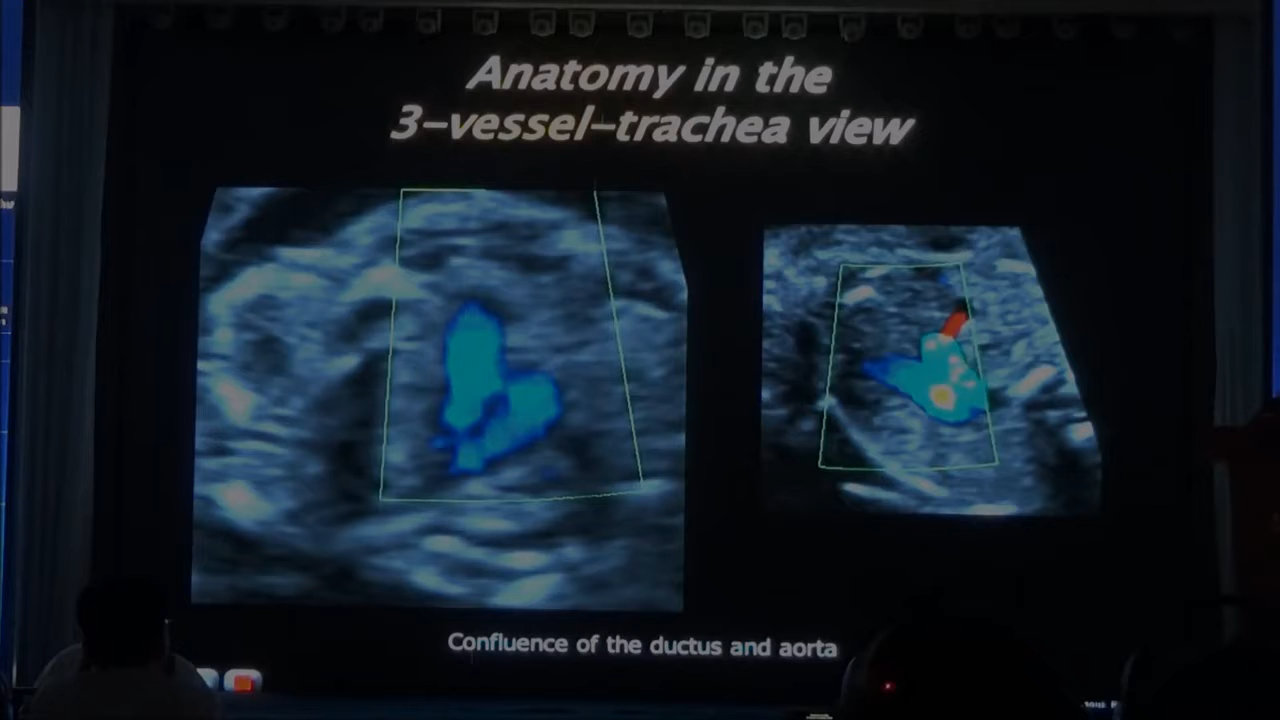 Anatomy in the
3-vessel-trachea view
Confluence of the ductus and aorta